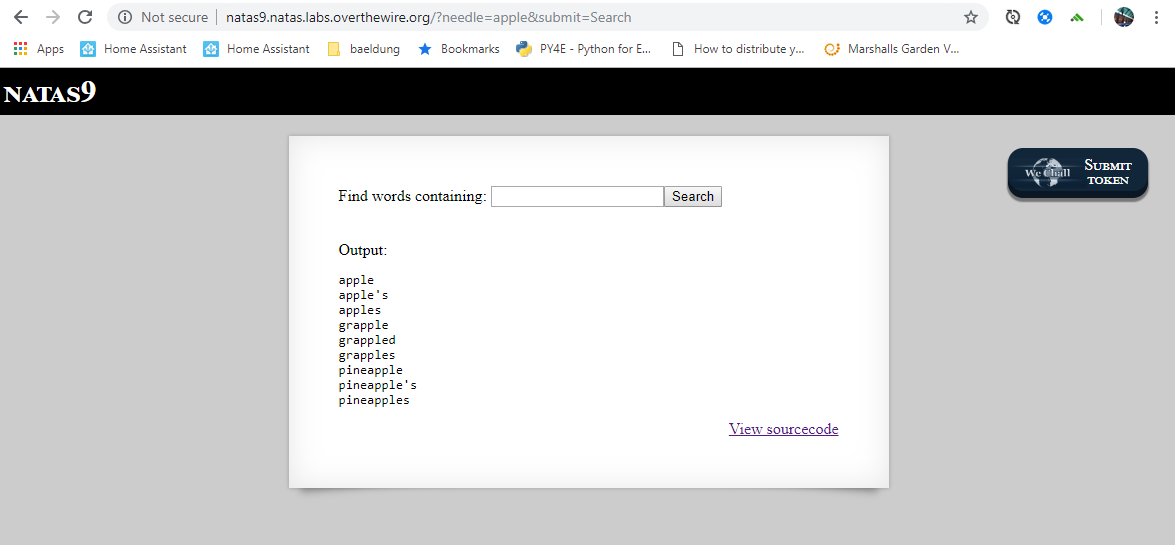 Not secure | natas9.natas.labs.overthewire.org/?needle=apple&submit=Search
Apps Home Assistant Home Assistant baeldung Bookmarks PY4E - Python for E... How to distribute y... Marshalls Garden V...
NATAS9
We Chall SUBMIT TOKEN
Find words containing: Search
Output:
apple
apple's
apples
grapple
grappled
grapples
pineapple
pineapple's
pineapples
View sourcecode